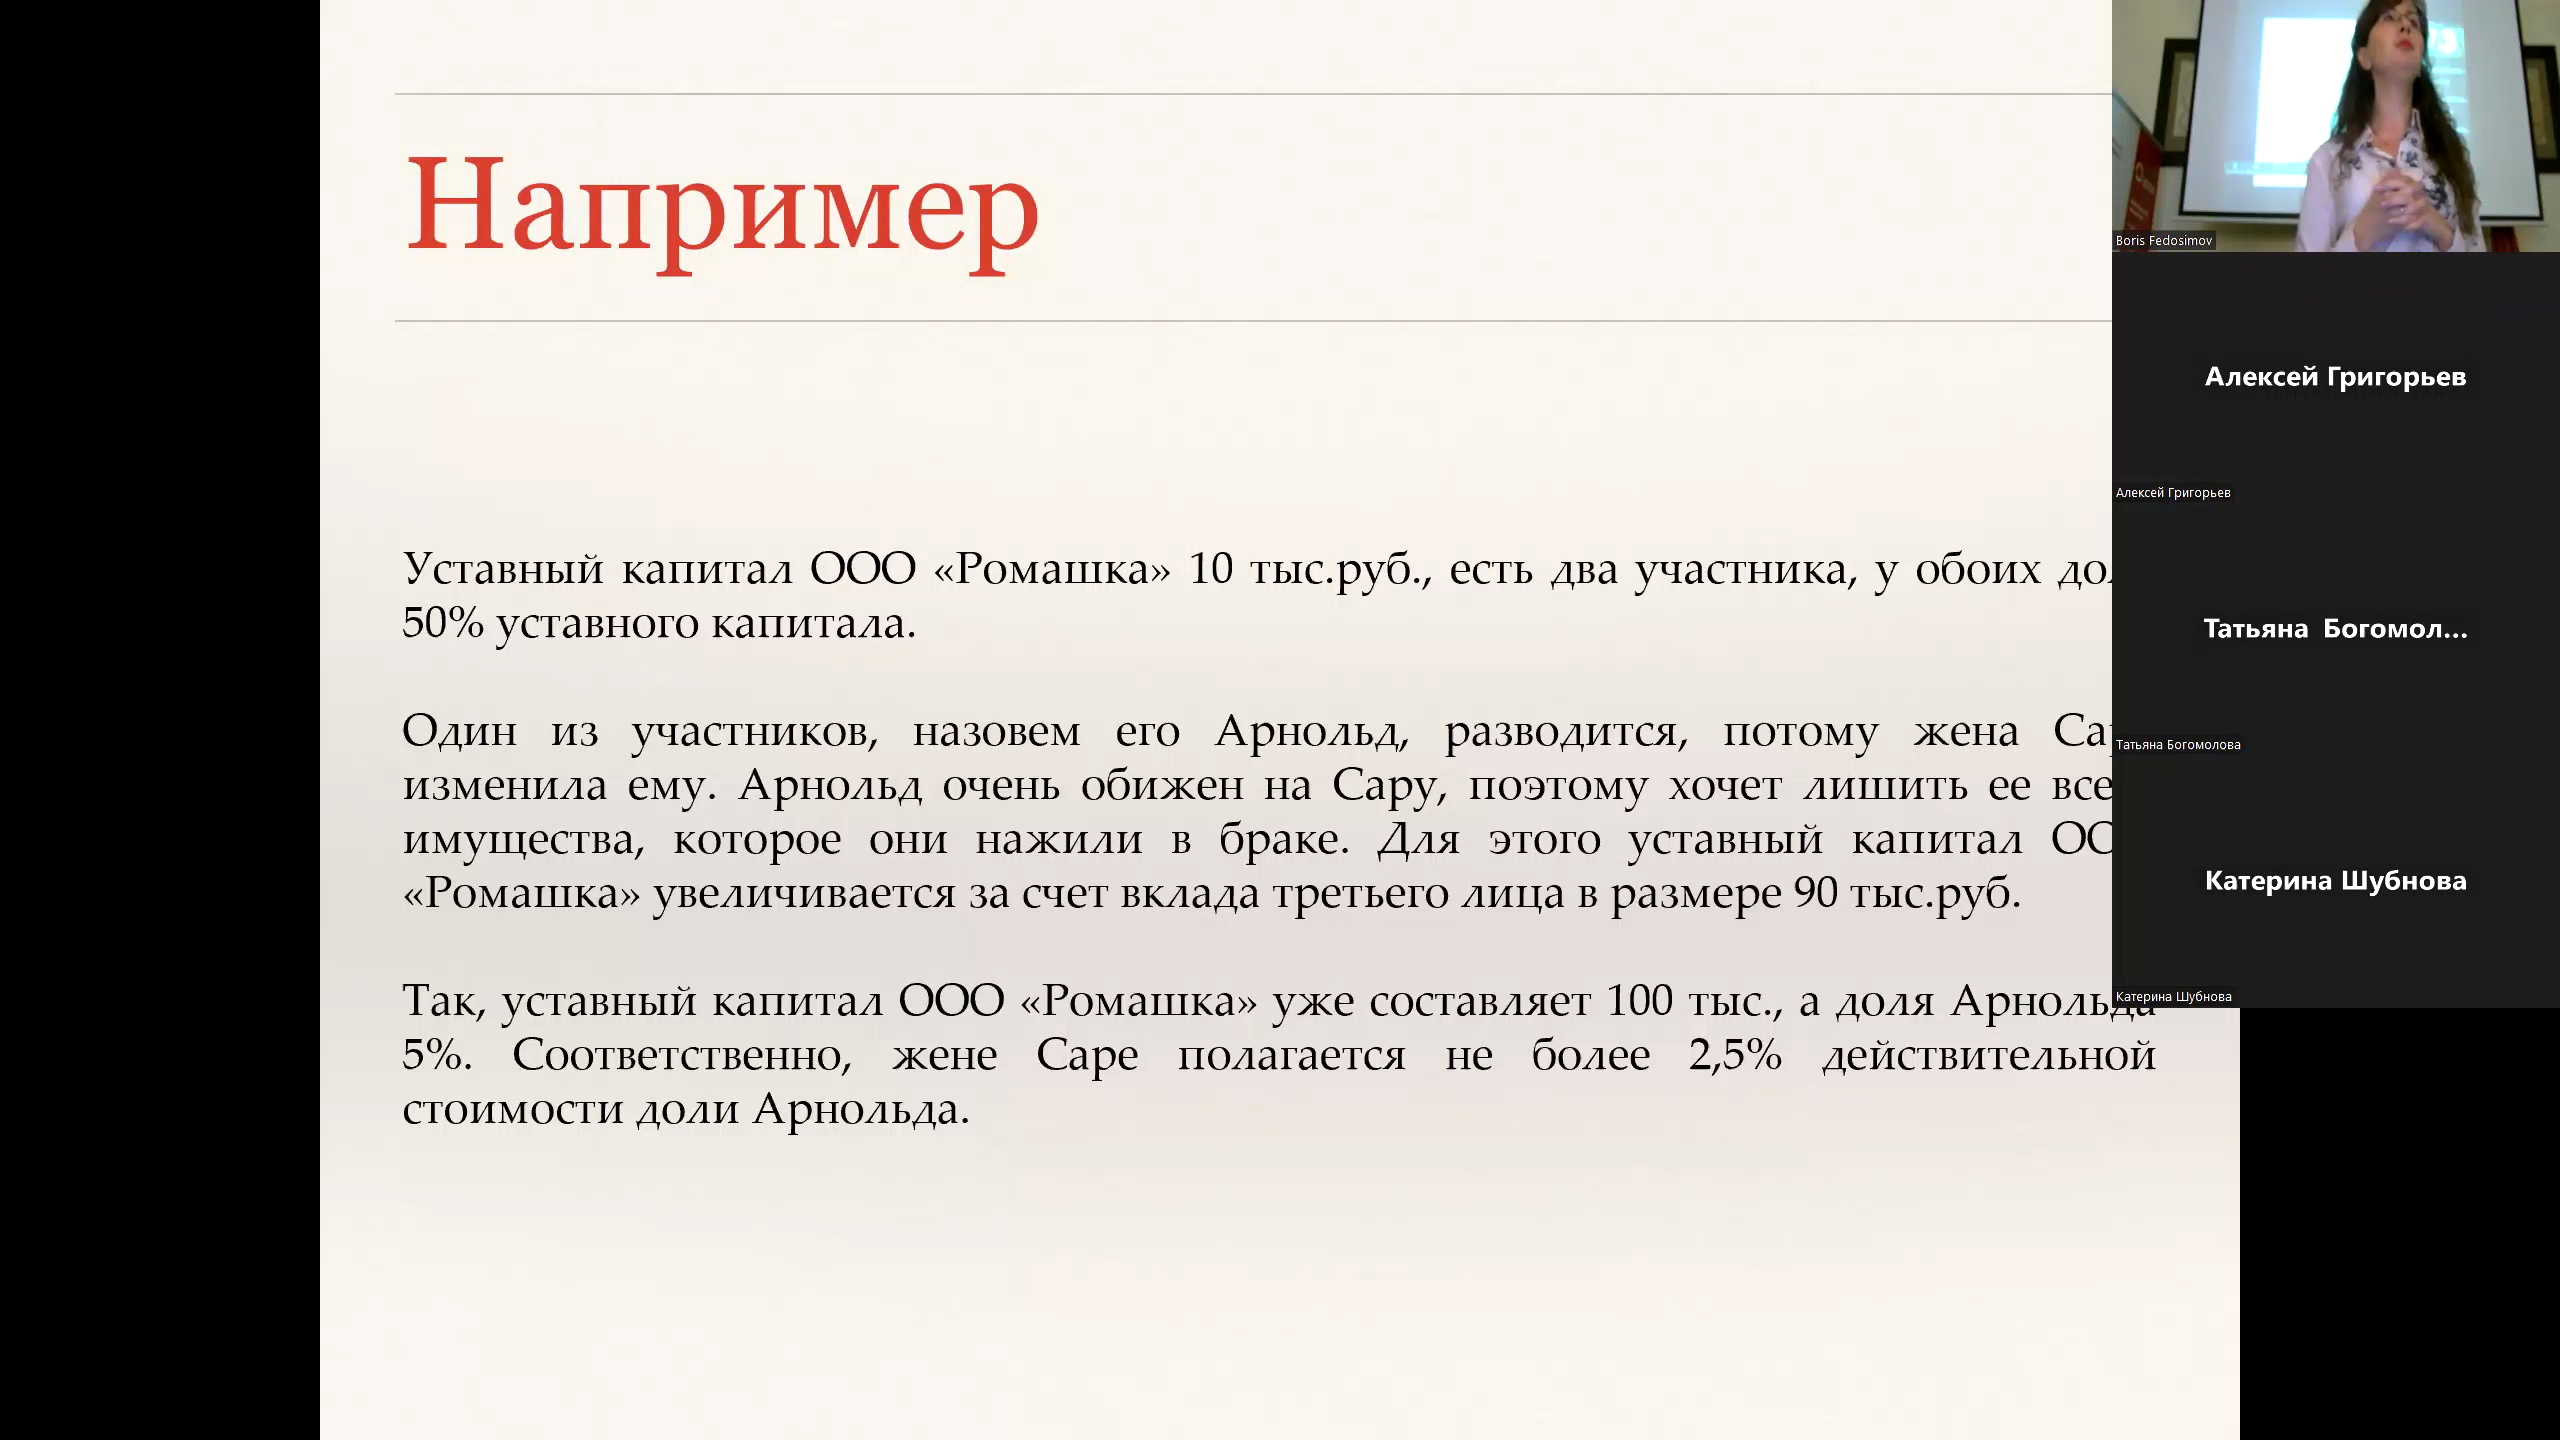 Например
Уставный капитал ООО «Ромашка» 10 тыс.руб., есть два участника, у обоих
50% уставного капитала.
Один из участников, назовем его Арнольд, разводится, потому жена
изменила ему. Арнольд очень обижен на Сару, поэтому хочет лишить ее
имущества, которое они нажили в браке. Для этого уставный капитал
«Ромашка» увеличивается за счет вклада третьего лица в размере 90 тыс.руб.
Так, уставный капитал ООО «Ромашка» уже составляет 100 тыс., а доля Арнольда
5%. Соответственно, жене Саре полагается не более 2,5% действительной
стоимости доли Арнольда.
Boris Fedosimov
Алексей Григорьев
Алексей Григорьев
Татьяна Богомол...
Татьяна Богомолова
Катерина Шубнова
Катерина Шубнова